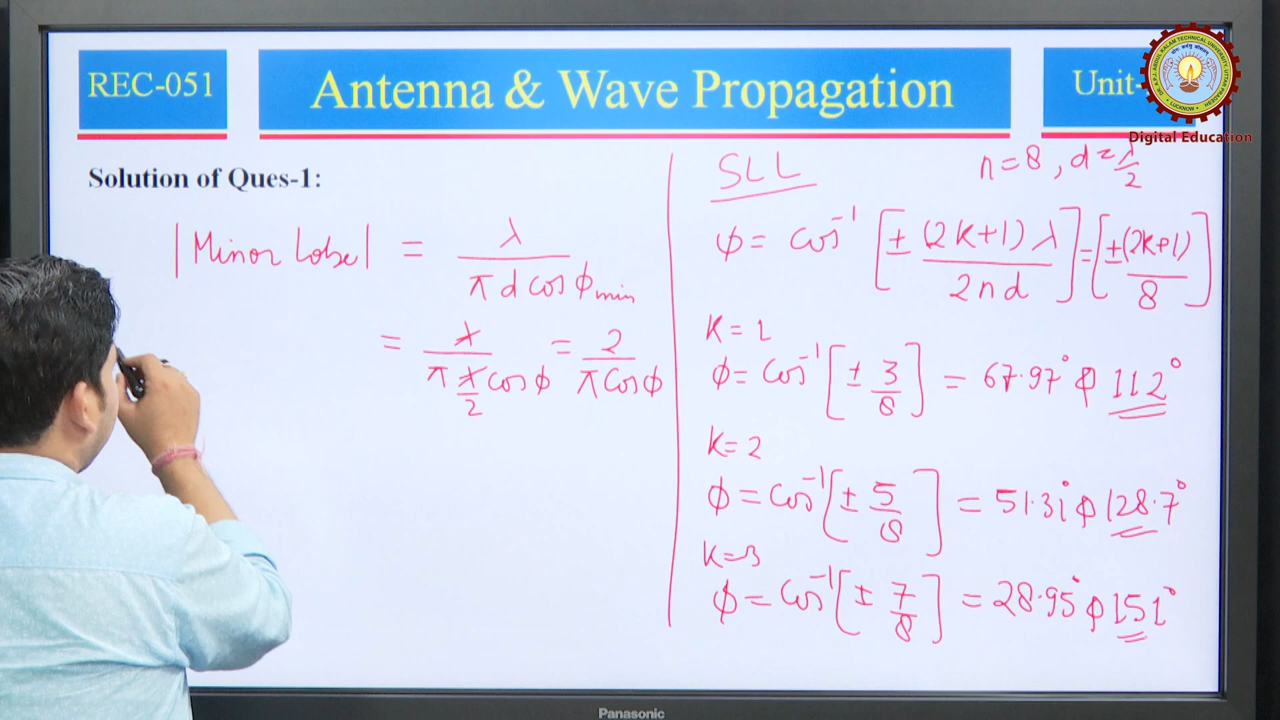 REC-051
Antenna & Wave Propagation
Unit-
Digital Education
Solution of Ques-1:
|Minor Lobe| = λ / (π d cos ϕmin)
= λ / (π λ/2 cos ϕ) = 2 / (π Cos ϕ)
SLL
n = 8 , d = λ/2
ϕ = Cos⁻¹ [± (2K+1) λ / 2nd] = [± (2K+1) / 8]
K = 1
ϕ = Cos⁻¹ [± 3/8] = 67.97° ϕ 112°
K = 2
ϕ = Cos⁻¹ [± 5/8] = 51.31° ϕ 128.7°
K = 3
ϕ = Cos⁻¹ [± 7/8] = 28.95° ϕ 151°
Panasonic